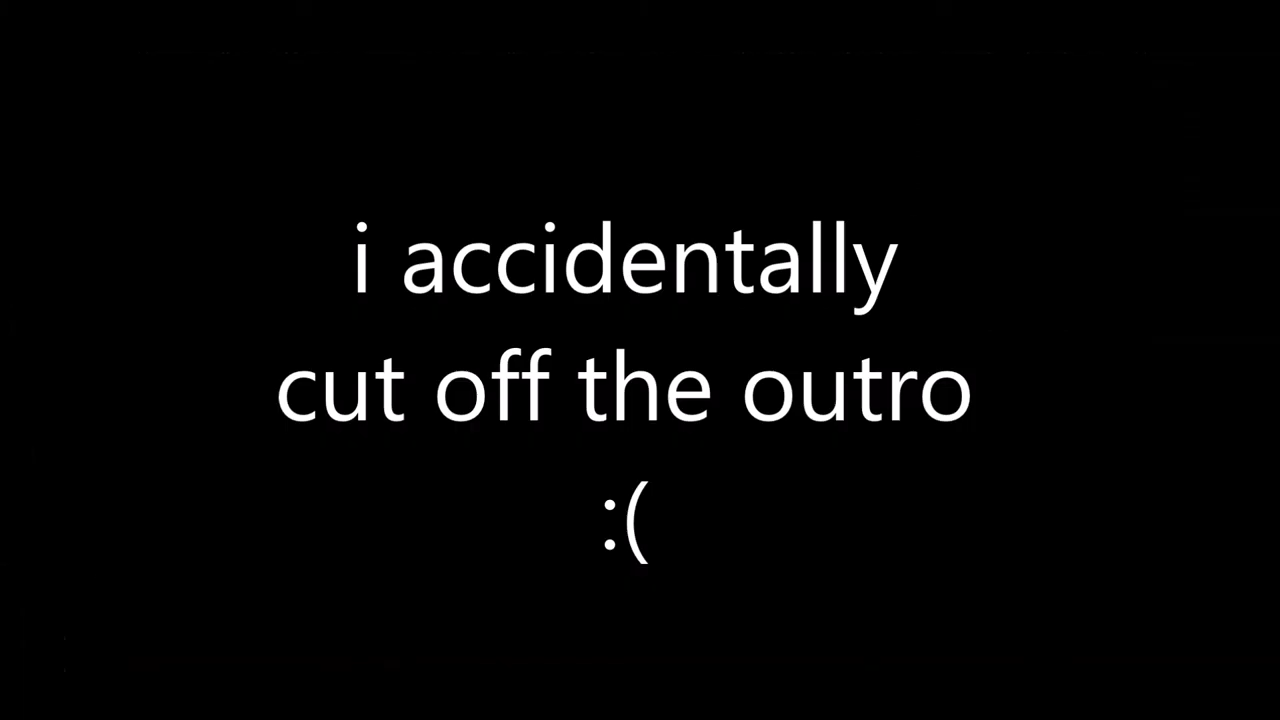 i accidentally
cut off the outro
:(